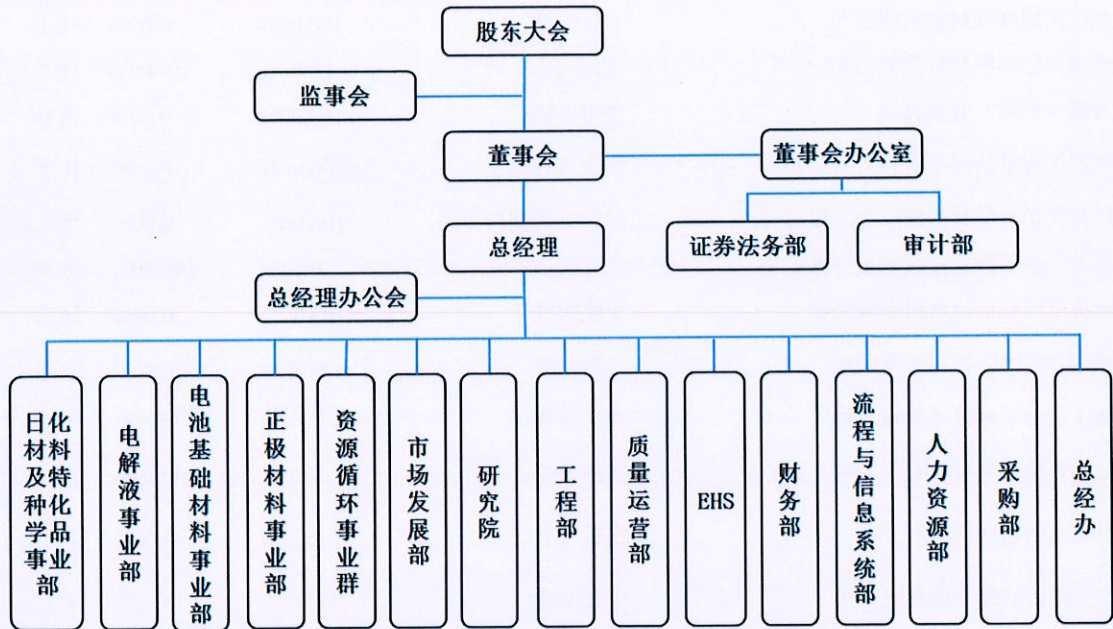 股东大会
监事会
董事会
董事会办公室
总经理
证券法务部
审计部
总经理办公会
日化材料及特种化学品事业部
电解液事业部
电池基础材料事业部
正极材料事业部
资源循环事业群
市场发展部
研究院
工程部
质量运营部
EHS
财务部
流程与信息系统部
人力资源部
采购部
总经办